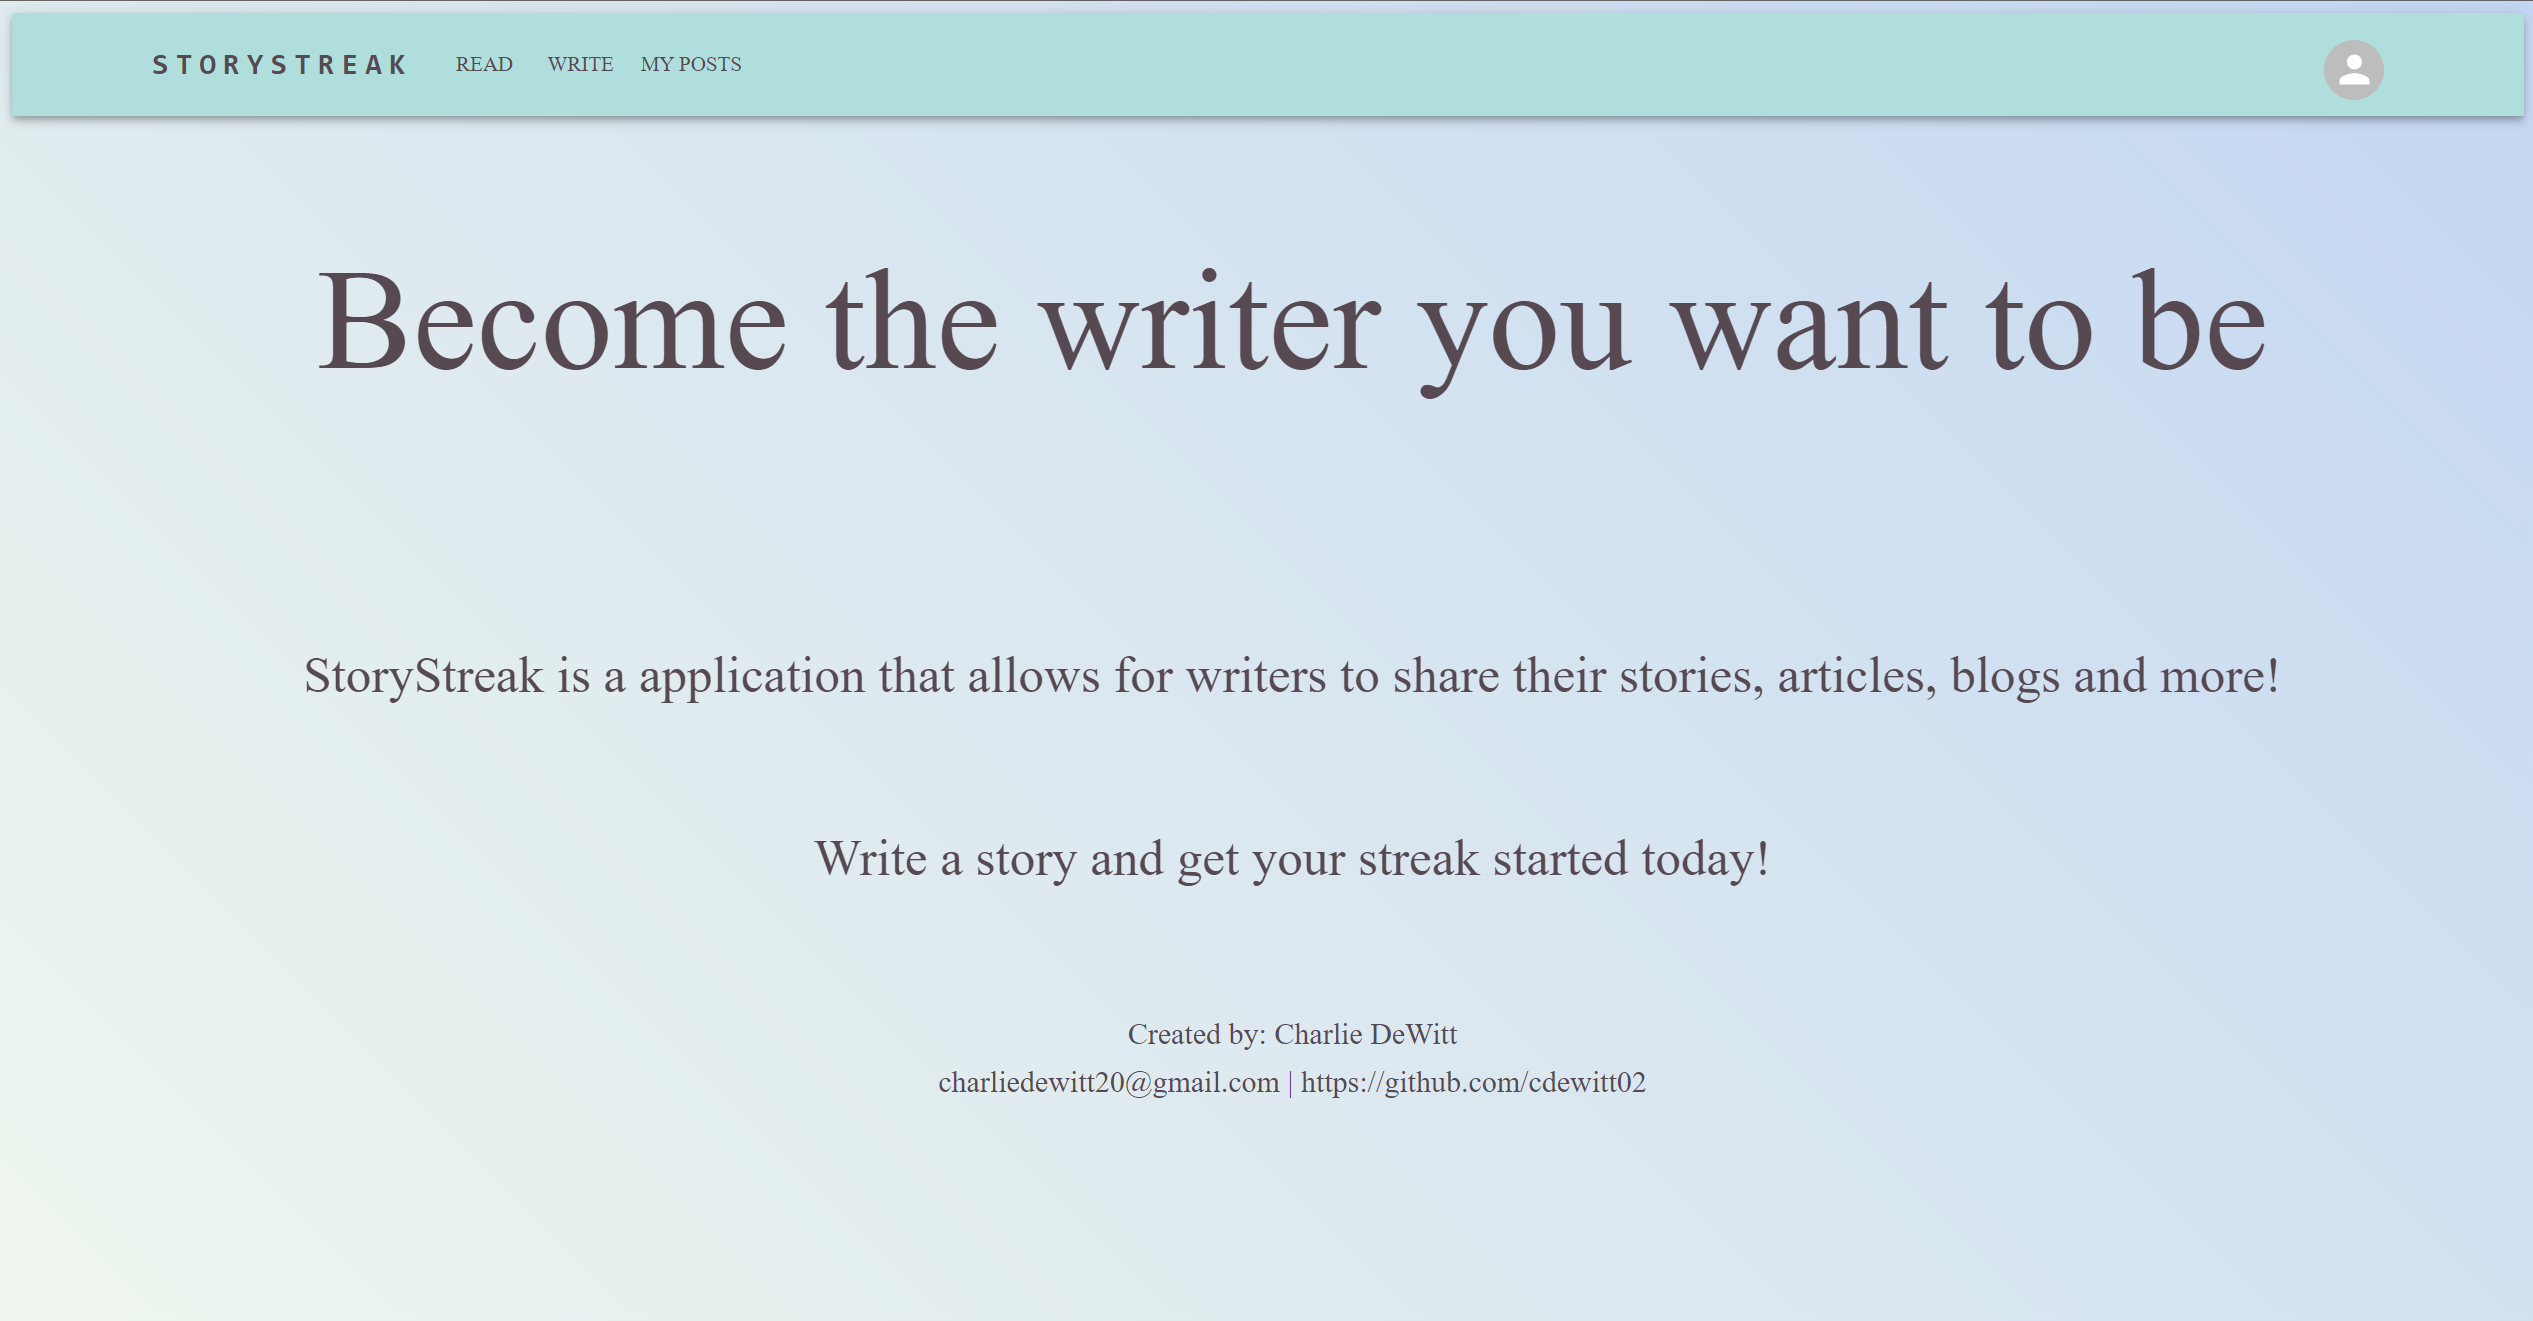 STORYSTREAK READ WRITE MY POSTS
Become the writer you want to be
StoryStreak is a application that allows for writers to share their stories, articles, blogs and more!
Write a story and get your streak started today!
Created by: Charlie DeWitt
charliedewitt20@gmail.com | https://github.com/cdewitt02